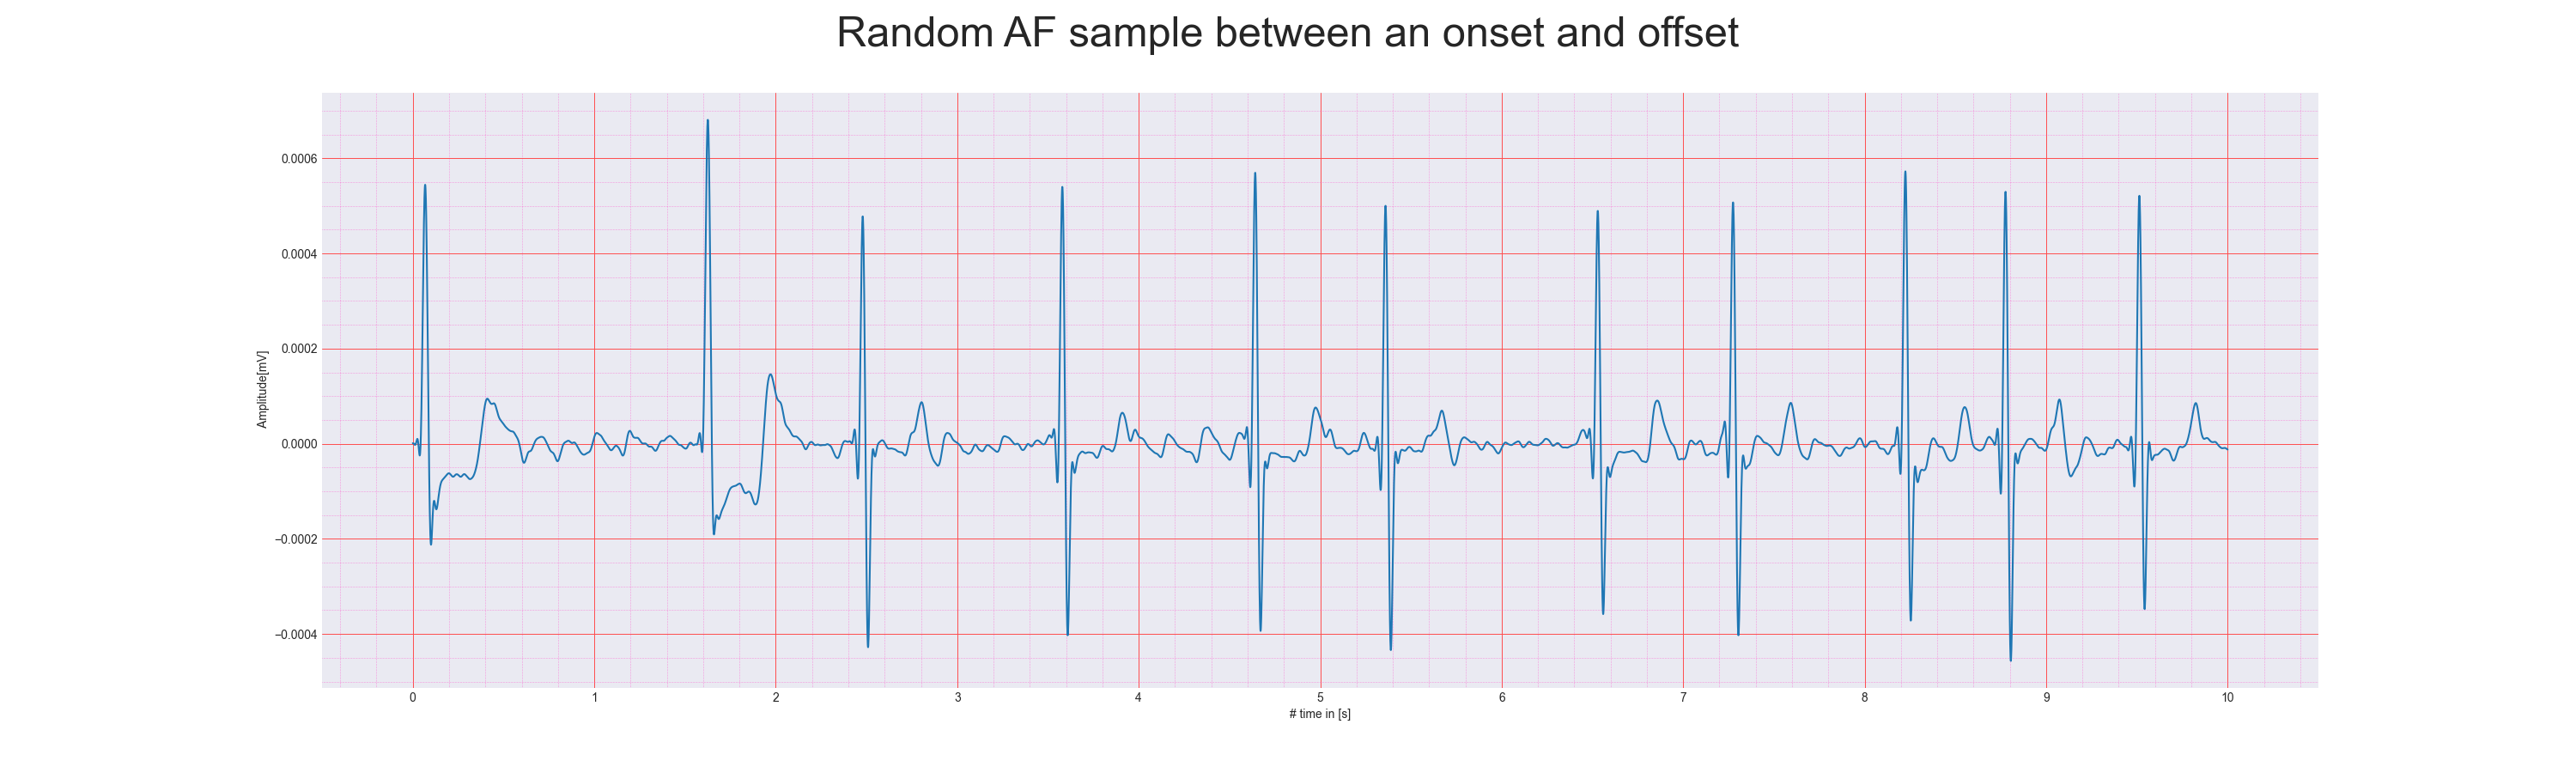 Random AF sample between an onset and offset
0.0006
0.0004
0.0002
0.0000
−0.0002
−0.0004
Amplitude[mV]
0 1 2 3 4 5 6 7 8 9 10
# time in [s]